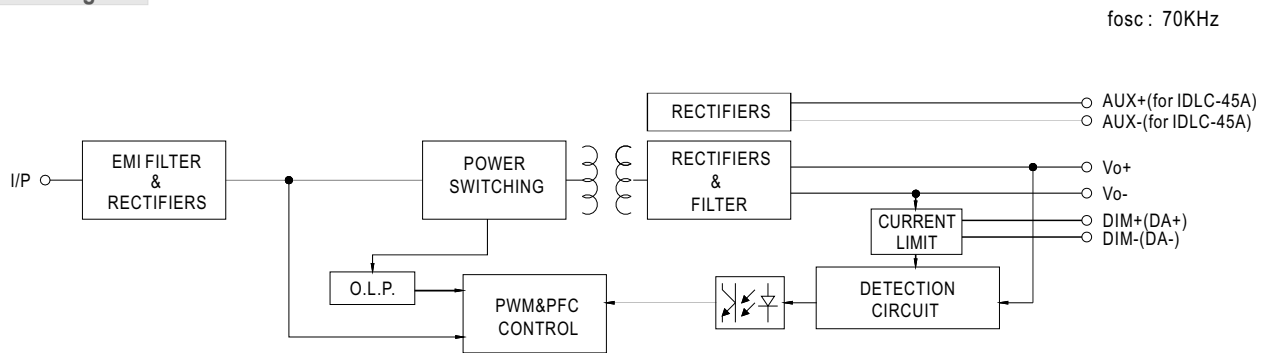 fosc : 70KHz
RECTIFIERS
AUX+(for IDLC-45A)
AUX-(for IDLC-45A)
I/P
EMI FILTER
&
RECTIFIERS
POWER
SWITCHING
RECTIFIERS
&
FILTER
Vo+
Vo-
CURRENT
LIMIT
DIM+(DA+)
DIM-(DA-)
O.L.P.
PWM&PFC
CONTROL
DETECTION
CIRCUIT